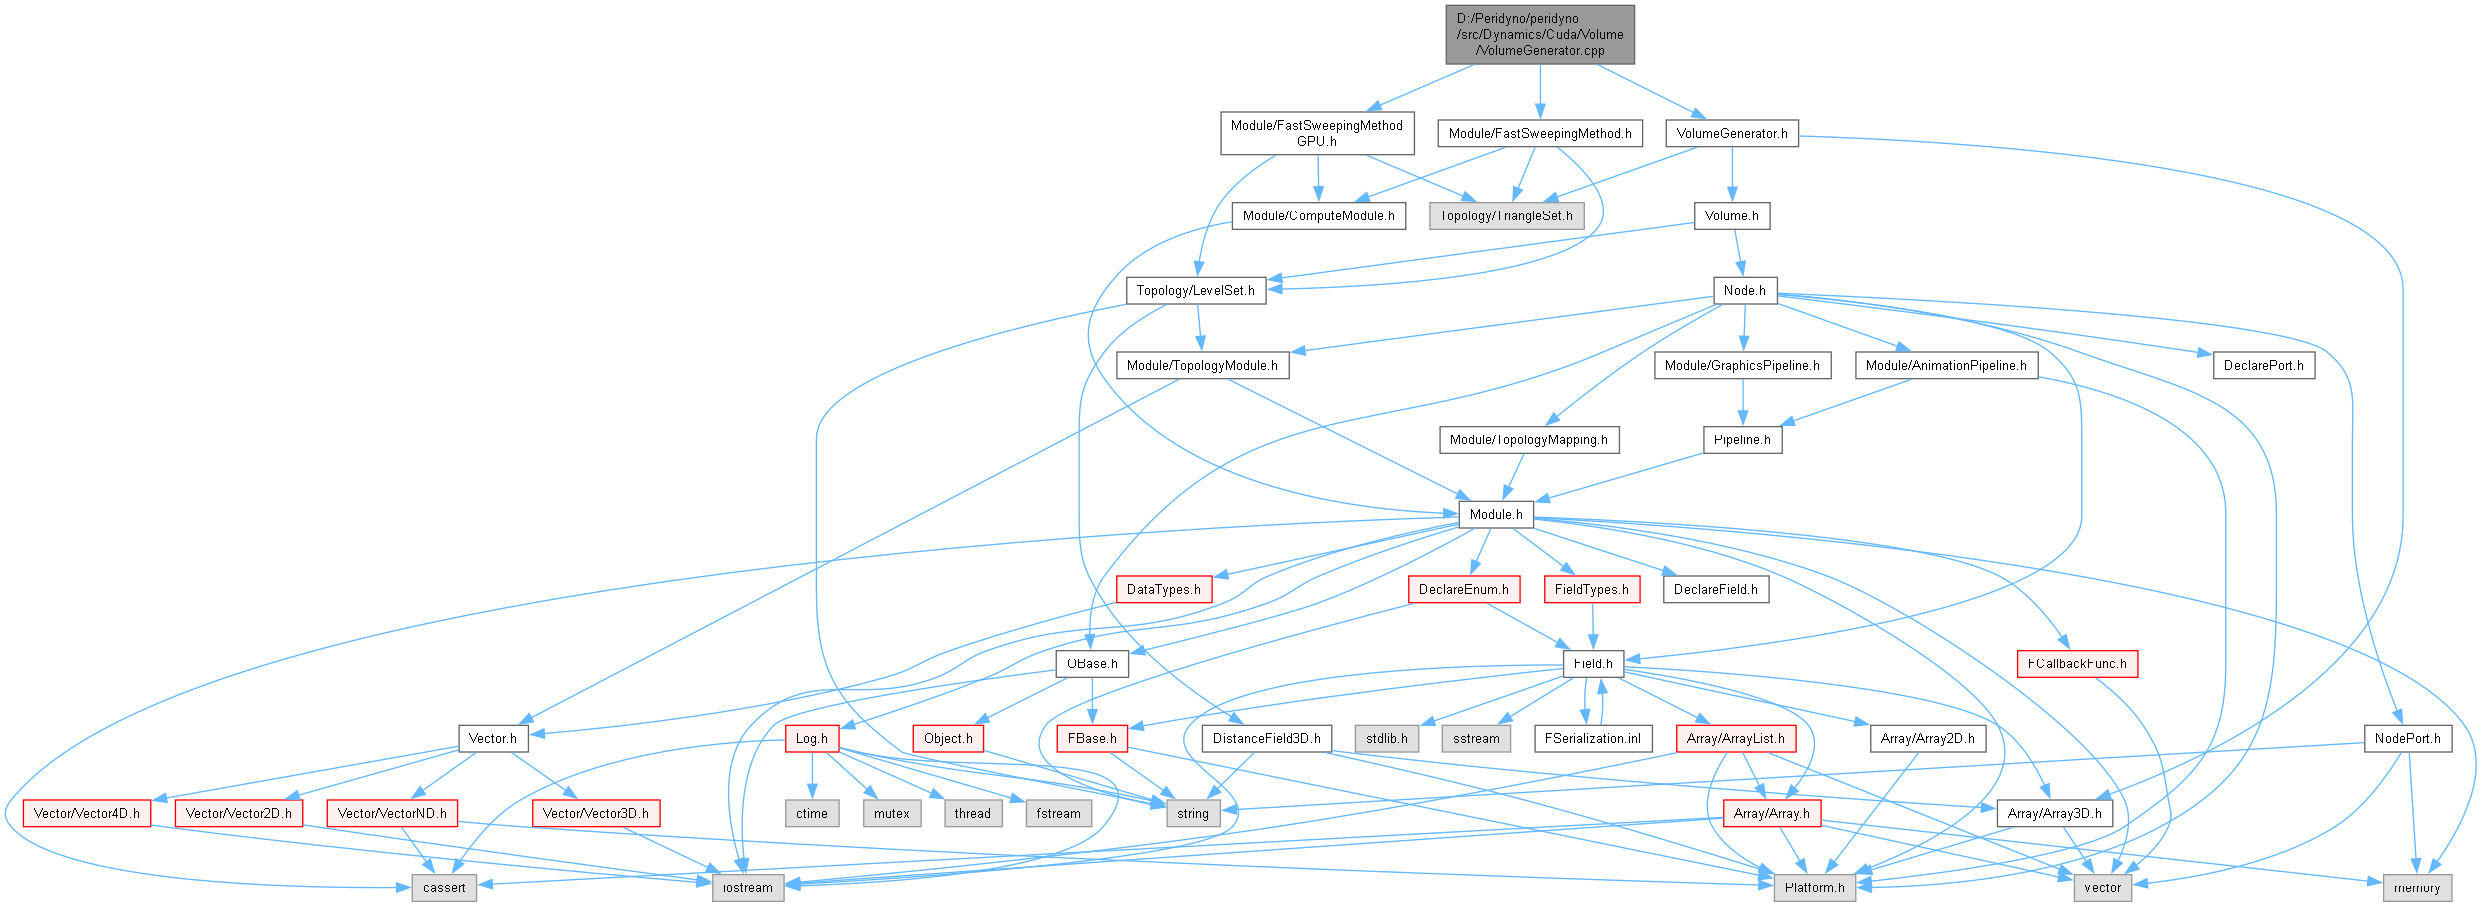 D:/Peridyno/peridyno
/src/Dynamics/Cuda/Volume
/VolumeGenerator.cpp
Module/FastSweepingMethod
GPU.h
Module/FastSweepingMethod.h
VolumeGenerator.h
Module/ComputeModule.h
Topology/TriangleSet.h
Volume.h
Topology/LevelSet.h
Node.h
Module/TopologyModule.h
Module/GraphicsPipeline.h
Module/AnimationPipeline.h
DeclarePort.h
Module/TopologyMapping.h
Pipeline.h
Module.h
DataTypes.h
DeclareEnum.h
FieldTypes.h
DeclareField.h
OBase.h
Field.h
FCallbackFunc.h
Vector.h
Log.h
Object.h
FBase.h
DistanceField3D.h
stdlib.h
sstream
FSerialization.inl
Array/ArrayList.h
Array/Array2D.h
NodePort.h
Vector/Vector4D.h
Vector/Vector2D.h
Vector/VectorND.h
Vector/Vector3D.h
ctime
mutex
thread
fstream
string
Array/Array.h
Array/Array3D.h
cassert
iostream
Platform.h
vector
memory